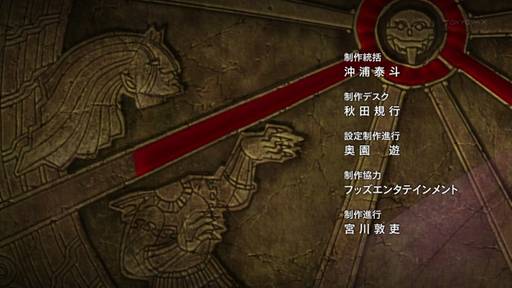 TOKYO MX
制作統括
沖浦泰斗
制作デスク
秋田規行
設定制作進行
奥園　遊
制作協力
フッズエンタテインメント
制作進行
宮川敦吏